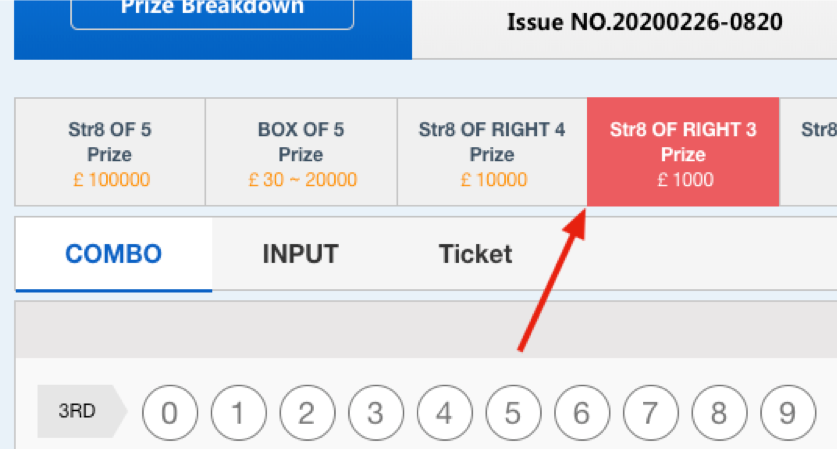 Prize Breakdown
Issue NO.20200226-0820
Str8 OF 5
Prize
£ 100000
BOX OF 5
Prize
£ 30 ~ 20000
Str8 OF RIGHT 4
Prize
£ 10000
Str8 OF RIGHT 3
Prize
£ 1000
Str8
COMBO INPUT Ticket
3RD 0 1 2 3 4 5 6 7 8 9